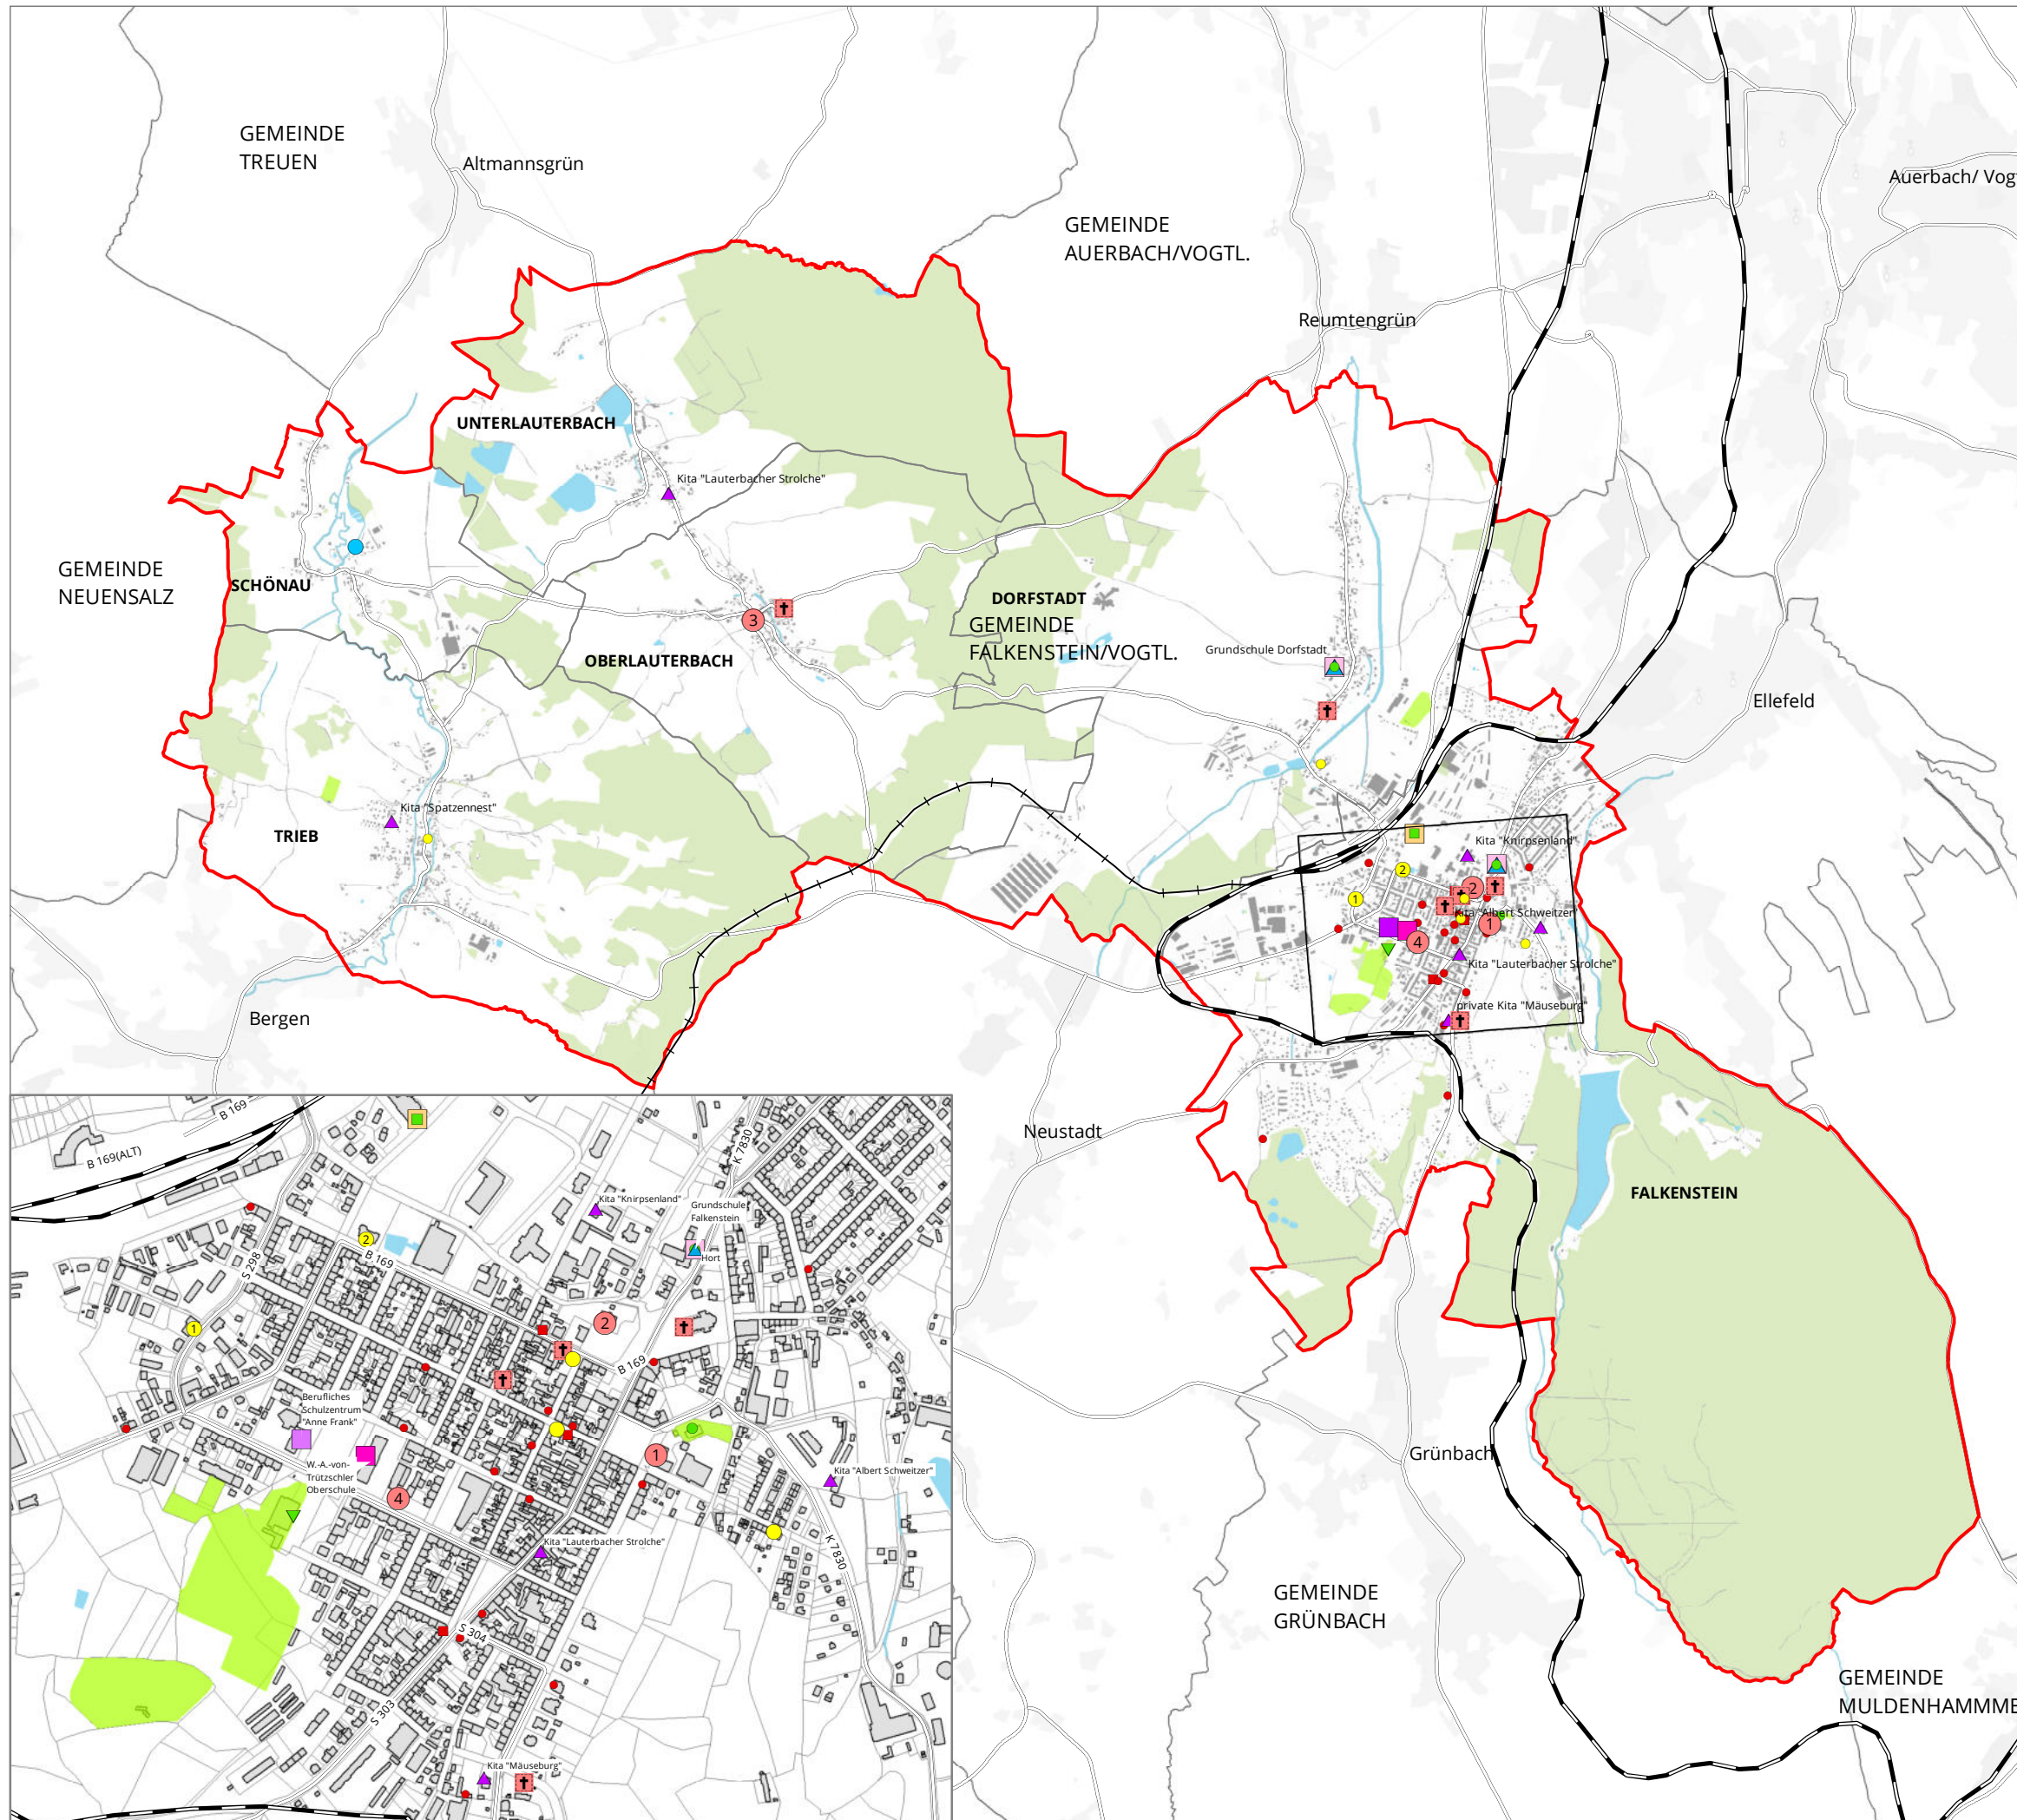 GEMEINDE
TREUEN
Altmannsgrün
GEMEINDE
AUERBACH/VOGTL.
Auerbach/ Vog
Reumtengrün
UNTERLAUTERBACH
Kita "Lauterbacher Strolche"
GEMEINDE
NEUENSALZ
SCHÖNAU
3
OBERLAUTERBACH
DORFSTADT
GEMEINDE
FALKENSTEIN/VOGTL.
Grundschule Dorfstadt
Ellefeld
Kita "Spatzennest"
TRIEB
Kita "Knirpsenland"
2
2
1
Kita "Albert Schweitzer"
1
4
Kita "Lauterbacher Strolche"
private Kita "Mäuseburg"
Bergen
Neustadt
FALKENSTEIN
Grünbach
GEMEINDE
GRÜNBACH
GEMEINDE
MULDENHAMMME
B 169
B 169(ALT)
K 7830
Kita "Knirpsenland"
Grundschule
Falkenstein
Hort
2
B 169
S 298
1
2
B 169
Berufliches
Schulzentrum
"Anne Frank"
W.-A.-von-
Trützschler
Oberschule
1
4
Kita "Albert Schweitzer"
K 7830
Kita "Lauterbacher Strolche"
S 304
S 303
Kita "Mäuseburg"